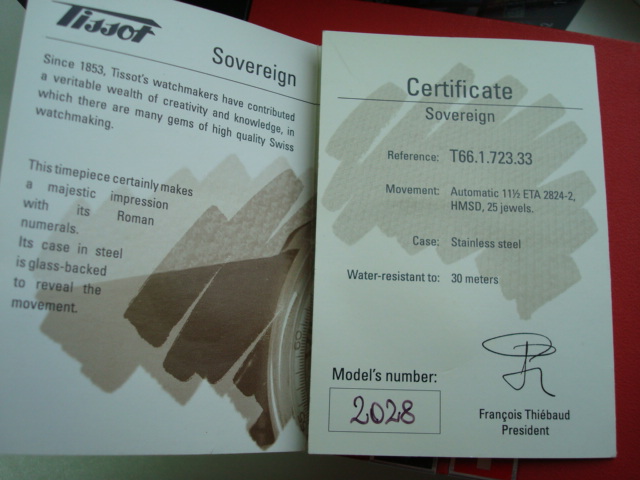 Tissot
Sovereign
Since 1853, Tissot's watchmakers have contributed
a veritable wealth of creativity and knowledge, in
which there are many gems of high quality Swiss
watchmaking.
This timepiece certainly makes
a majestic impression
with its Roman
numerals.
Its case in steel
is glass-backed
to reveal the
movement.
Certificate
Sovereign
Reference: T66.1.723.33
Movement: Automatic 11½ ETA 2824-2,
HMSD, 25 jewels.
Case: Stainless steel
Water-resistant to: 30 meters
Model's number:
2028
François Thiébaud
President